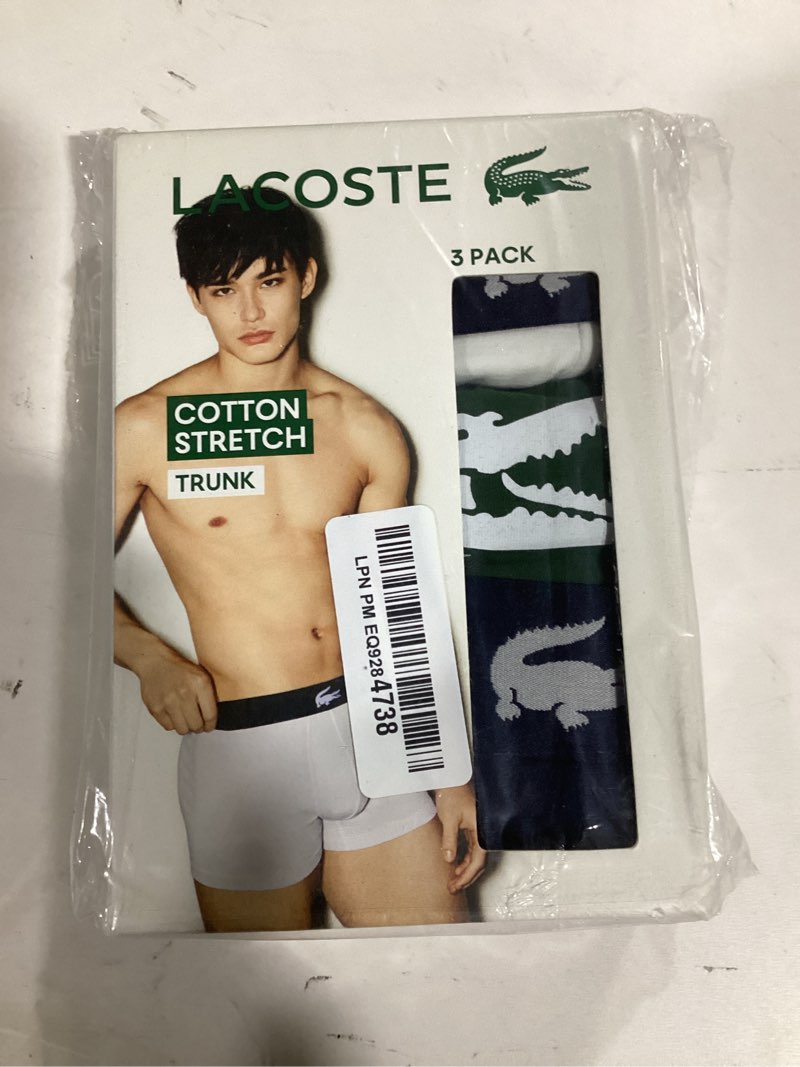 LACOSTE
3 PACK
COTTON
STRETCH
TRUNK
LPN PM EQ9284738